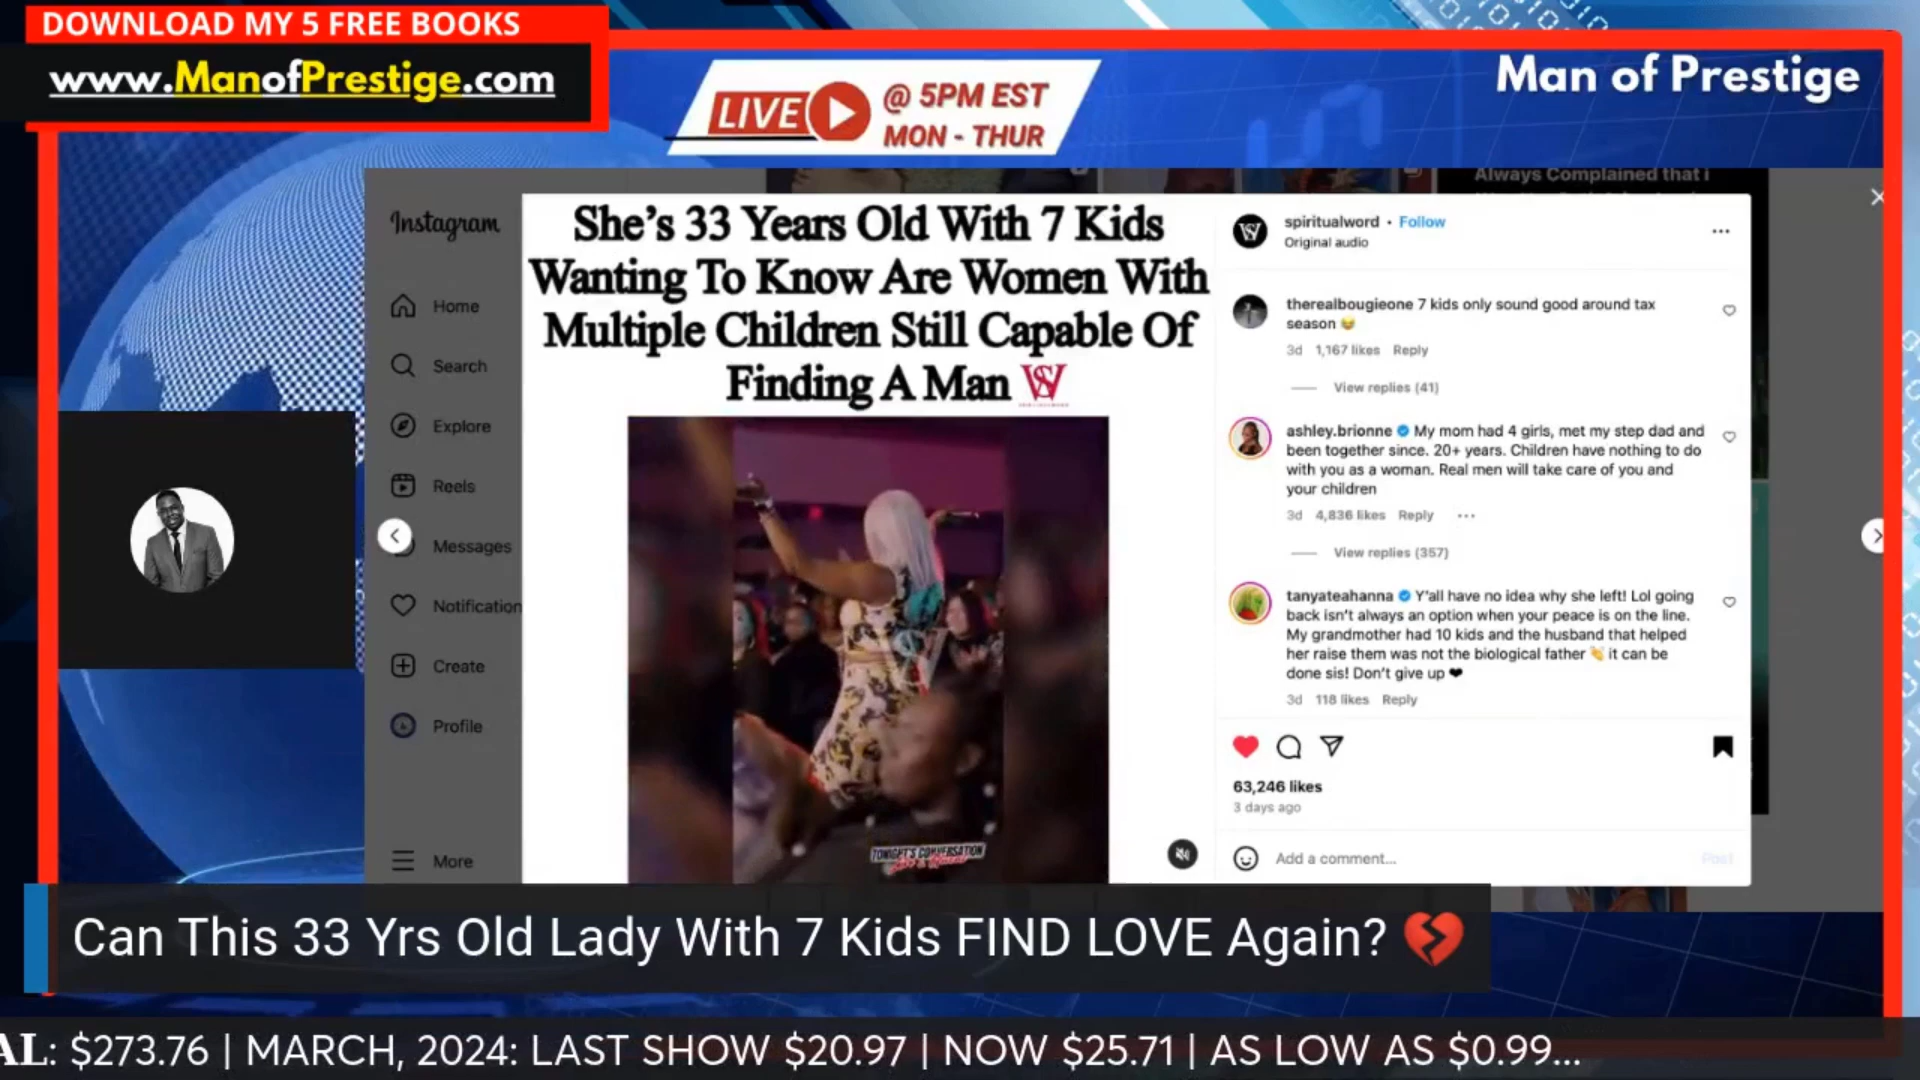 DOWNLOAD MY 5 FREE BOOKS
www.ManofPrestige.com
LIVE
@ 5PM EST
MON - THUR
Man of Prestige
Always Complained that i
Instagram
Home
Search
Explore
Reels
Messages
Notification
Create
Profile
More
She's 33 Years Old With 7 Kids
Wanting To Know Are Women With
Multiple Children Still Capable Of
Finding A Man
TONIGHT'S CONVERSATION
spiritualword • Follow
Original audio
therealbougieone 7 kids only sound good around tax
season 😆
3d 1,167 likes Reply
View replies (41)
ashley.brionne My mom had 4 girls, met my step dad and
been together since. 20+ years. Children have nothing to do
with you as a woman. Real men will take care of you and
your children
3d 4,836 likes Reply
View replies (357)
tanyateahanna Y'all have no idea why she left! Lol going
back isn't always an option when your peace is on the line.
My grandmother had 10 kids and the husband that helped
her raise them was not the biological father 👏 it can be
done sis! Don't give up ❤
3d 118 likes Reply
63,246 likes
3 days ago
Add a comment...
Post
Can This 33 Yrs Old Lady With 7 Kids FIND LOVE Again? 💔
AL: $273.76 | MARCH, 2024: LAST SHOW $20.97 | NOW $25.71 | AS LOW AS $0.99...